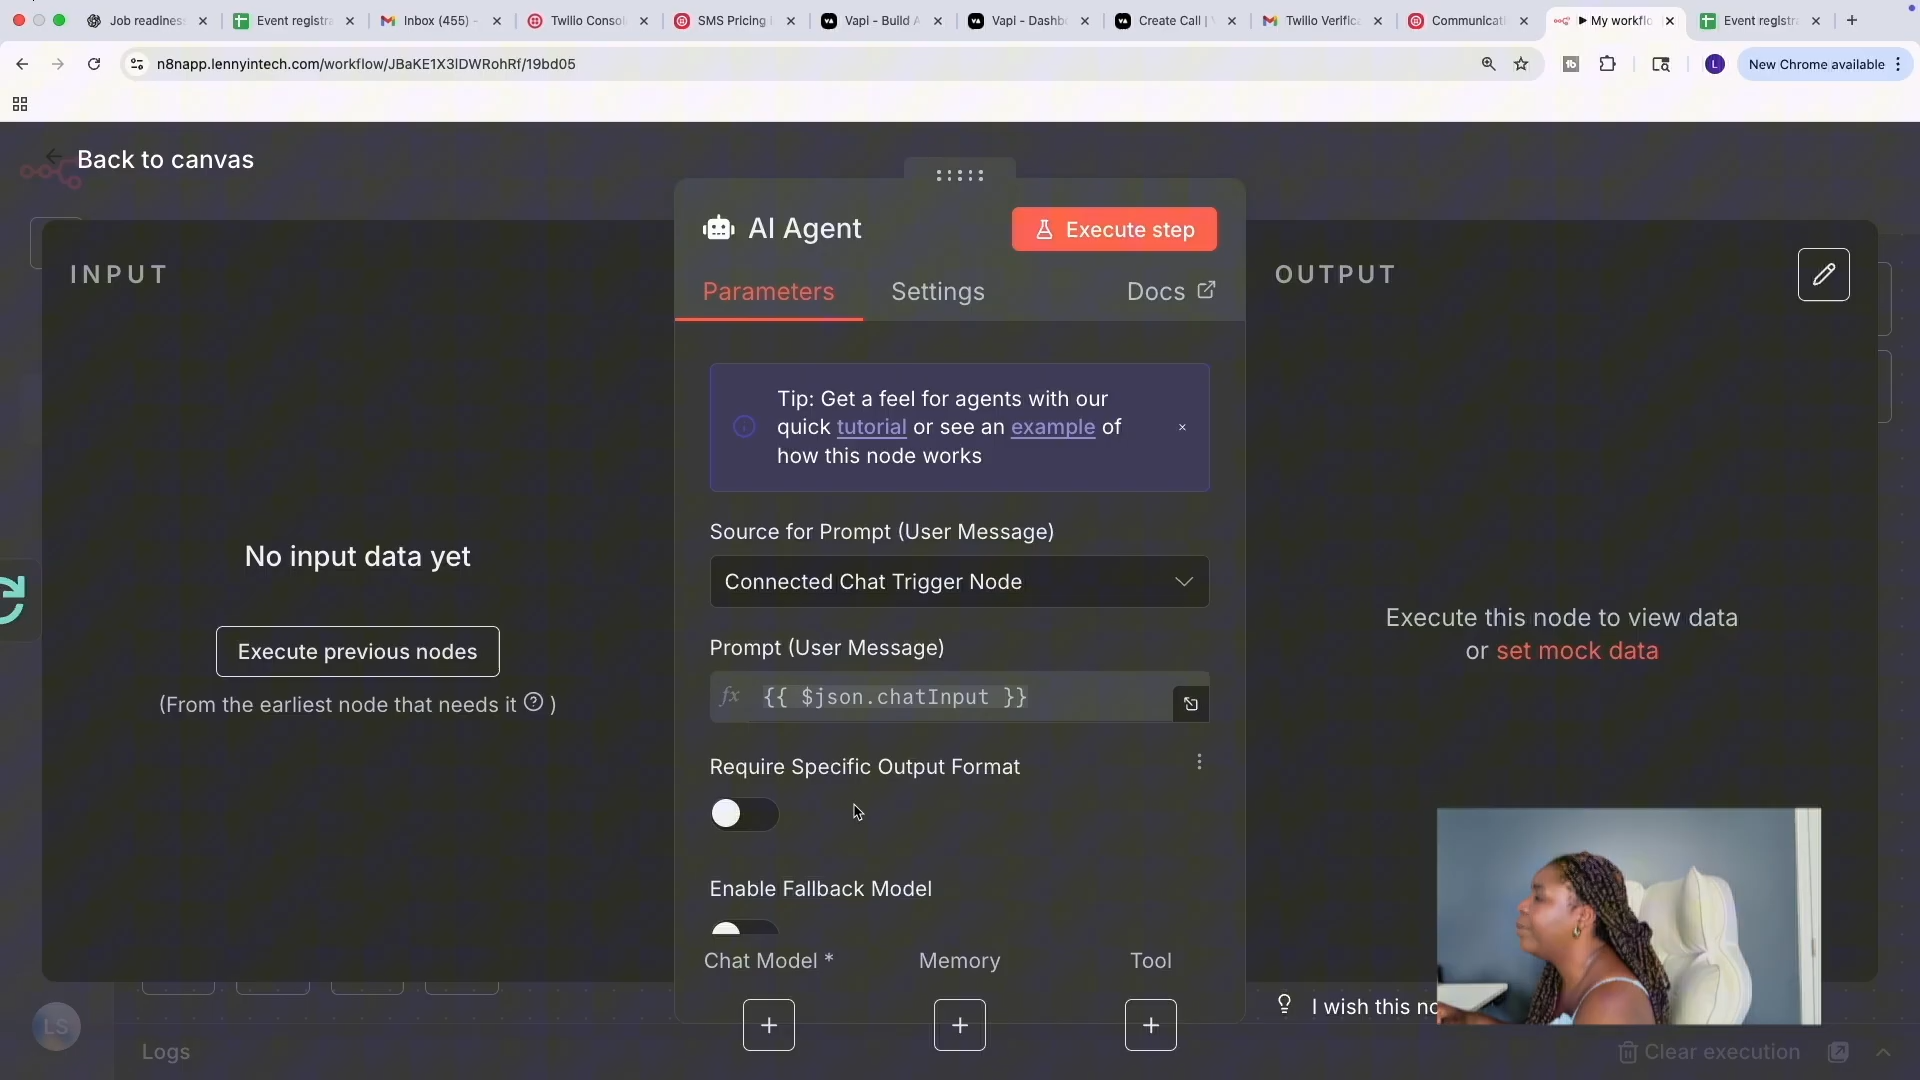 Job readiness
Event registra
Inbox (455) -
Twilio Consol
SMS Pricing
Vapi - Build A
Vapi - Dashb
Create Call |
Twilio Verifica
Communicati
My workflo
Event registra
n8napp.lennyintech.com/workflow/JBaKE1X3IDWRohRf/19bd05
L
New Chrome available
Back to canvas
AI Agent
Execute step
INPUT
Parameters
Settings
Docs
OUTPUT
Tip: Get a feel for agents with our
quick tutorial or see an example of
how this node works
Source for Prompt (User Message)
No input data yet
Connected Chat Trigger Node
Execute this node to view data
or set mock data
Execute previous nodes
Prompt (User Message)
(From the earliest node that needs it ? )
fx {{ $json.chatInput }}
Require Specific Output Format
Enable Fallback Model
Chat Model *
Memory
Tool
I wish this no
LS
Logs
Clear execution